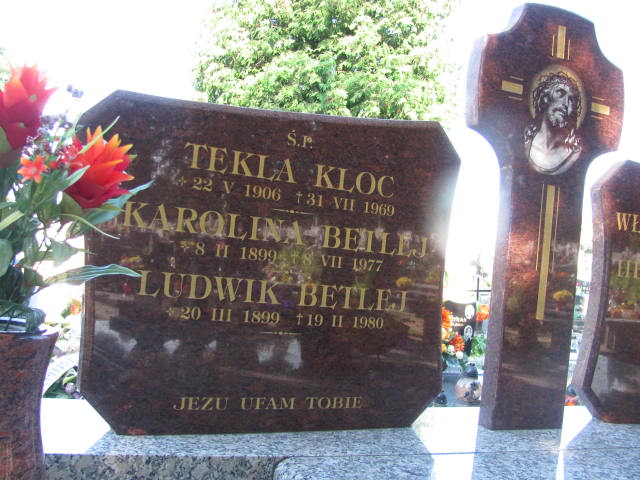 Ś.P.
TEKLA KLOC
* 22 V 1906 † 31 VII 1969
KAROLINA BETLEJ
* 8 II 1899 † 8 VII 1977
LUDWIK BETLEJ
* 20 III 1899 † 19 II 1980
JEZU UFAM TOBIE